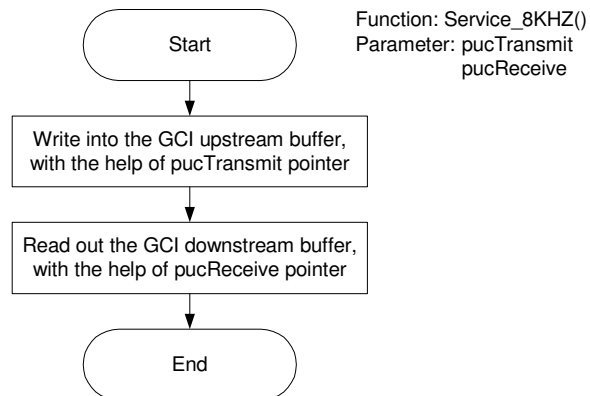 Function: Service_8KHZ()
Parameter: pucTransmit
pucReceive
Start
Write into the GCI upstream buffer,
with the help of pucTransmit pointer
Read out the GCI downstream buffer,
with the help of pucReceive pointer
End